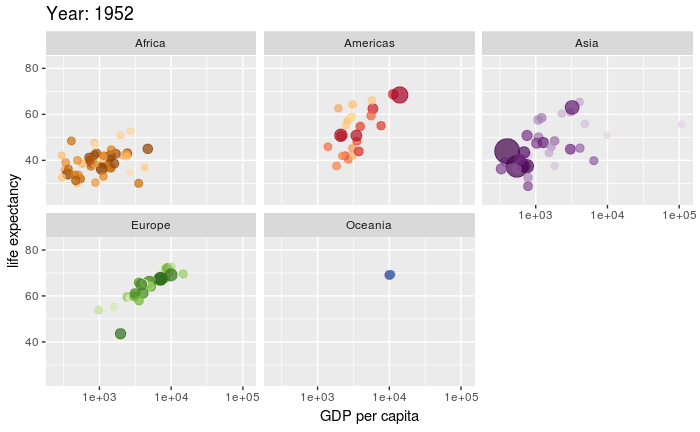 Year: 1952
Africa
Americas
Asia
80
60
40
1e+03 1e+04 1e+05
Europe
Oceania
80
60
40
1e+03 1e+04 1e+05
1e+03 1e+04 1e+05
life expectancy
GDP per capita